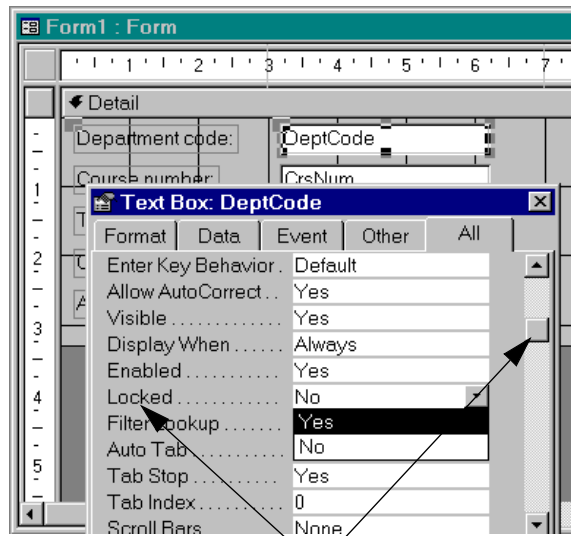 Form1 : Form
1 2 3 4 5 6 7
Detail
Department code: DeptCode
Course number: CrsNum
Text Box: DeptCode
Format Data Event Other All
1
2
3
4
5
Enter Key Behavior . Default
Allow AutoCorrect . . Yes
Visible . . . . . . . . . . . . Yes
Display When . . . . . . Always
Enabled . . . . . . . . . . Yes
Locked . . . . . . . . . . . No
Filter Lookup . . . . . . . Yes
Auto Tab . . . . . . . . . . No
Tab Stop . . . . . . . . . . Yes
Tab Index . . . . . . . . . 0
Scroll Bars None